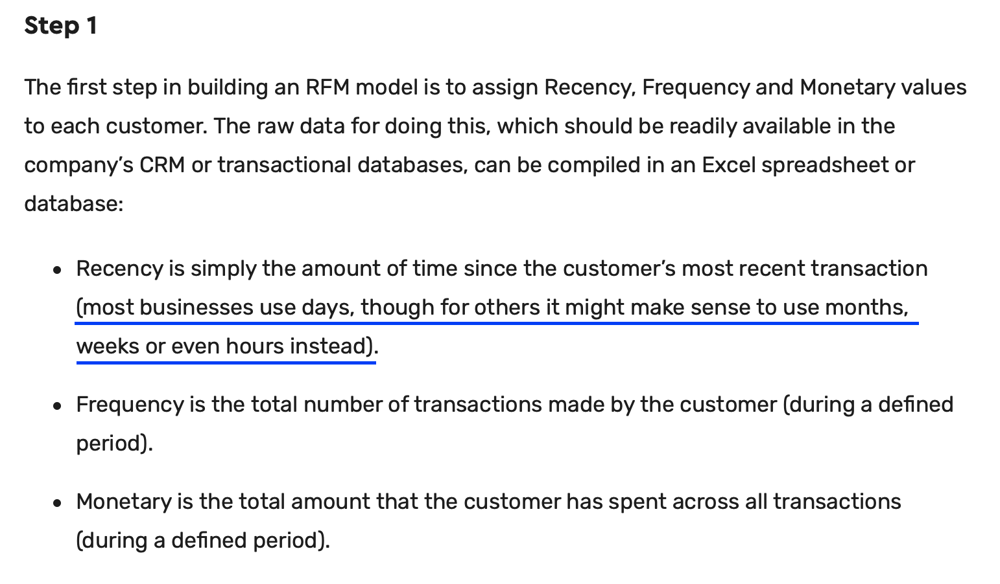 Step 1
The first step in building an RFM model is to assign Recency, Frequency and Monetary values
to each customer. The raw data for doing this, which should be readily available in the
company’s CRM or transactional databases, can be compiled in an Excel spreadsheet or
database:
• Recency is simply the amount of time since the customer’s most recent transaction
(most businesses use days, though for others it might make sense to use months,
weeks or even hours instead).
• Frequency is the total number of transactions made by the customer (during a defined
period).
• Monetary is the total amount that the customer has spent across all transactions
(during a defined period).